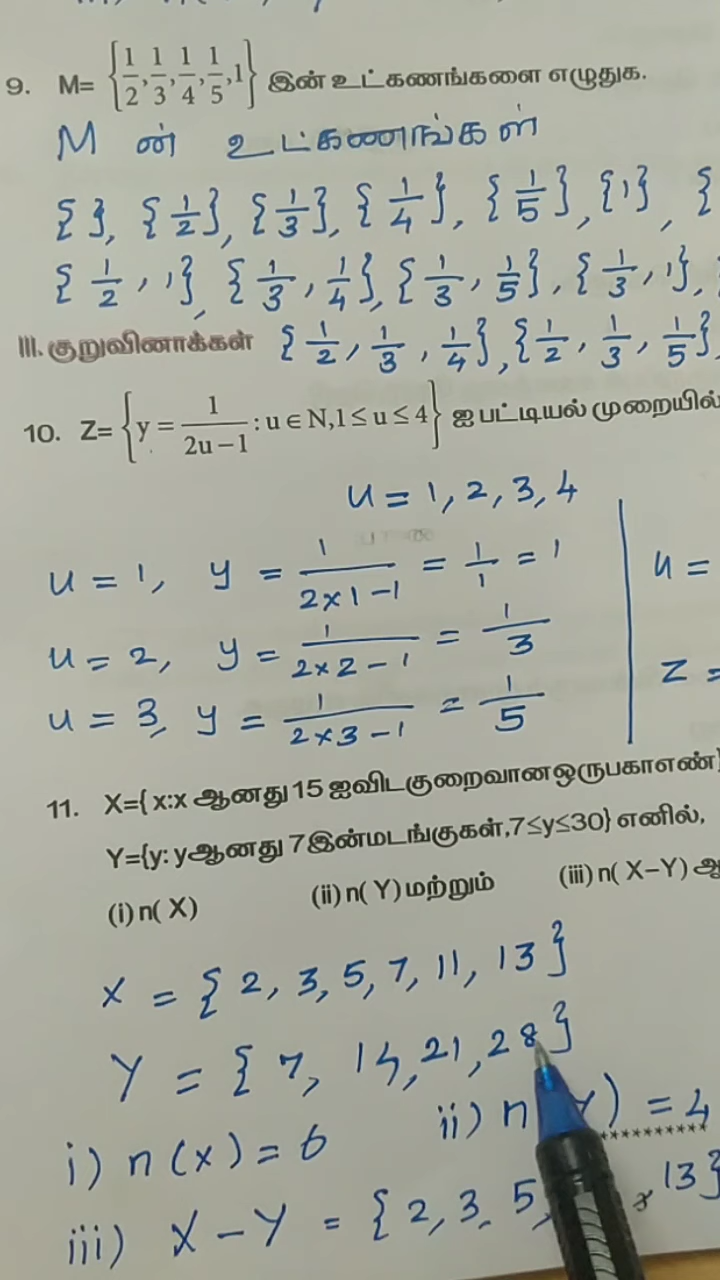 9. M= {1/2, 1/3, 1/4, 1/5, 1} இன் உட்கணங்களை எழுதுக.
M ன் உட்கணங்கள்
{ }, {1/2}, {1/3}, {1/4}, {1/5}, {1}, {
{1/2, 1}, {1/3, 1/4}, {1/3, 1/5}, {1/3, 1},
III. குறுவினாக்கள் {1/2, 1/3, 1/4}, {1/2, 1/3, 1/5},
10. Z= {y = 1/(2u – 1) : u ∈ N, 1 ≤ u ≤ 4} ஐ பட்டியல் முறையில்
u = 1, 2, 3, 4
u = 1, y = 1/(2×1-1) = 1/1 = 1 u =
u = 2, y = 1/(2×2-1) = 1/3 Z =
u = 3, y = 1/(2×3-1) = 1/5
11. X={ x:x ஆனது 15 ஐவிட குறைவான ஒரு பகாஎண்}
Y={y: y ஆனது 7 இன்மடங்குகள், 7≤y≤30} எனில்,
(i) n( X) (ii) n( Y) மற்றும் (iii) n( X–Y)
X = {2, 3, 5, 7, 11, 13}
Y = {7, 14, 21, 28}
i) n(x) = 6 ii) n ) = 4
iii) X - Y = {2, 3, 5, , 13}